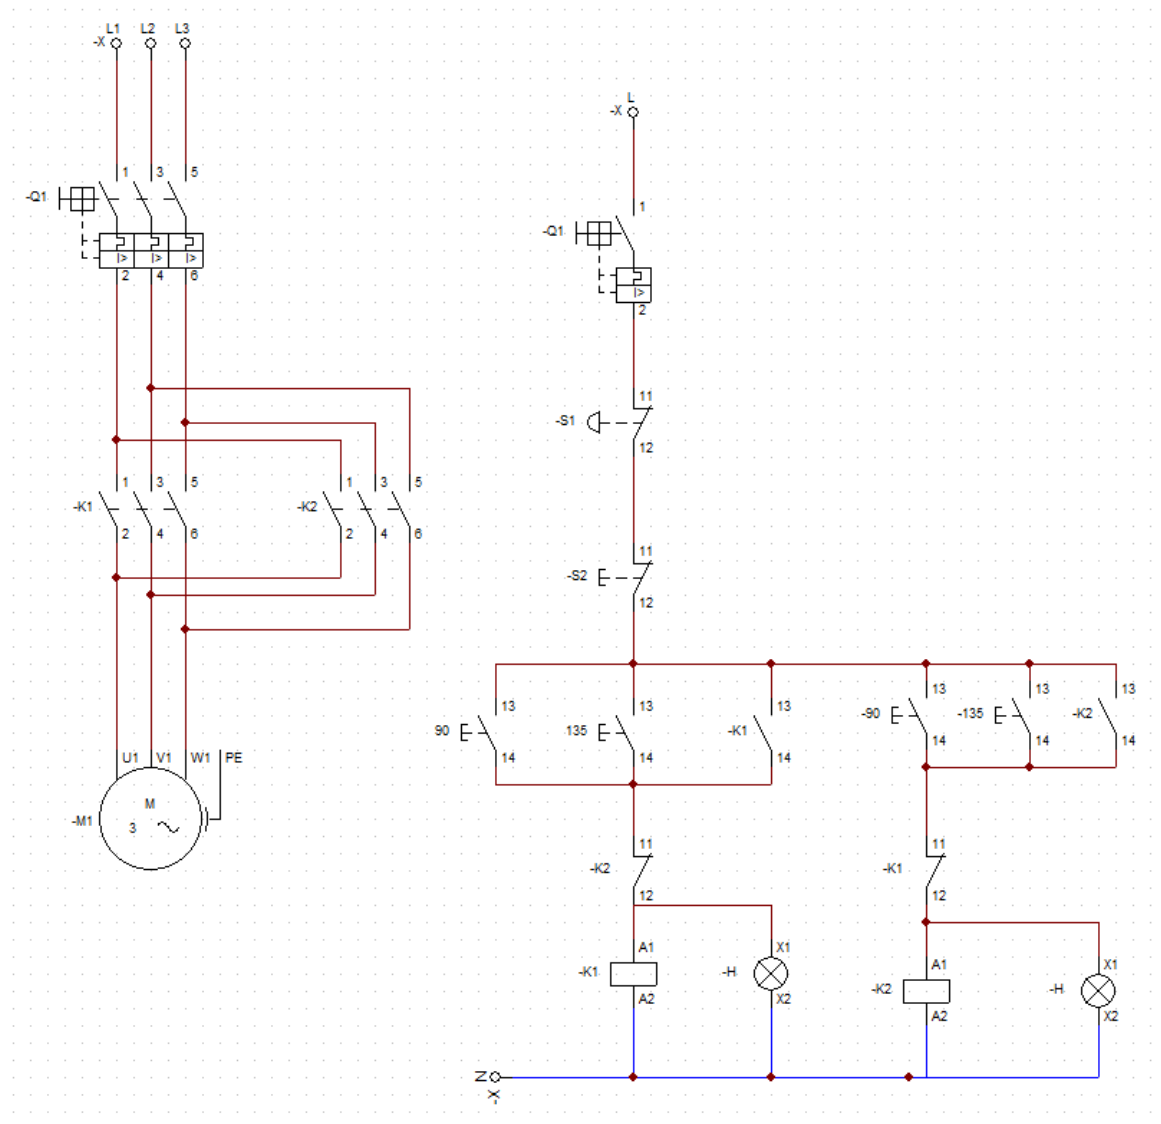 L1 L2 L3
-X
1 3 5
-Q1
I> I> I>
2 4 6
1 3 5
-K1
2 4 6
1 3 5
-K2
2 4 6
U1 V1 W1 PE
M
-M1
3
L
-X
1
-Q1
I>
2
11
-S1
12
11
-S2
12
13
90
14
13
135
14
13
-K1
14
13
-90
14
13
-135
14
13
-K2
14
11
-K2
12
11
-K1
12
A1
-K1
A2
X1
-H
X2
A1
-K2
A2
X1
-H
X2
N
-X